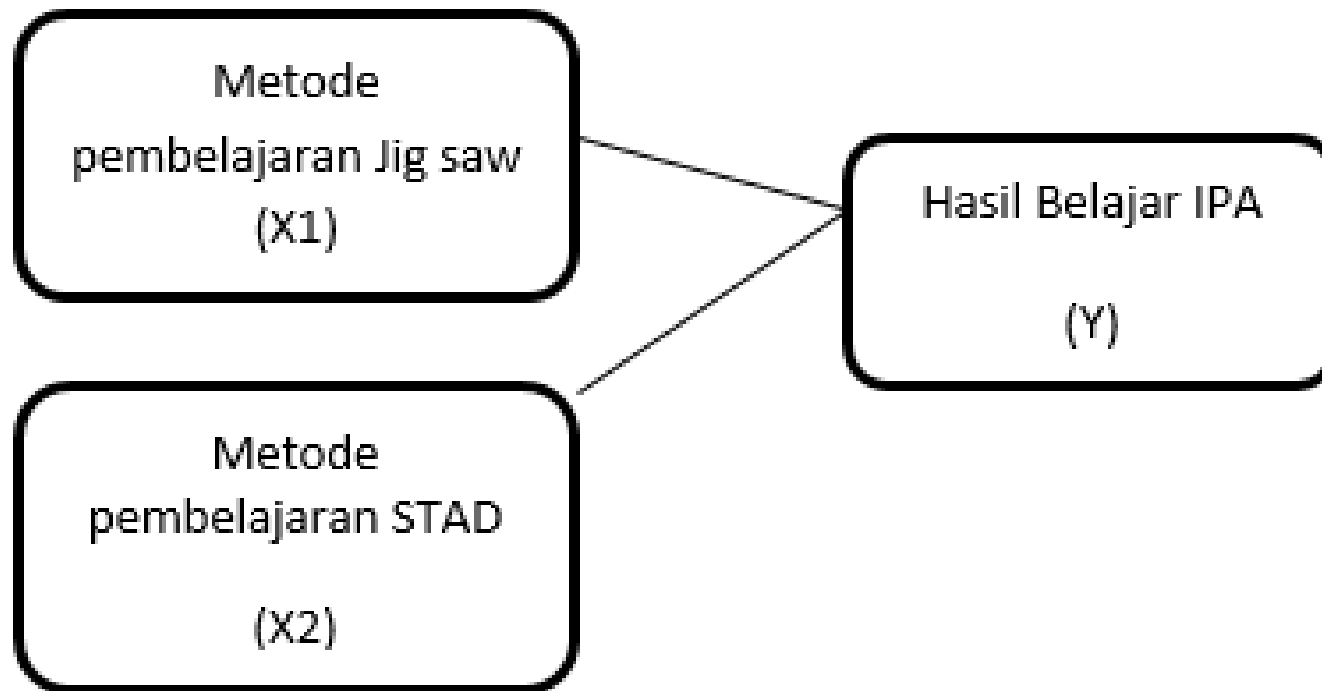 Metode
pembelajaran Jig saw
(X1)
Hasil Belajar IPA
(Y)
Metode
pembelajaran STAD
(X2)